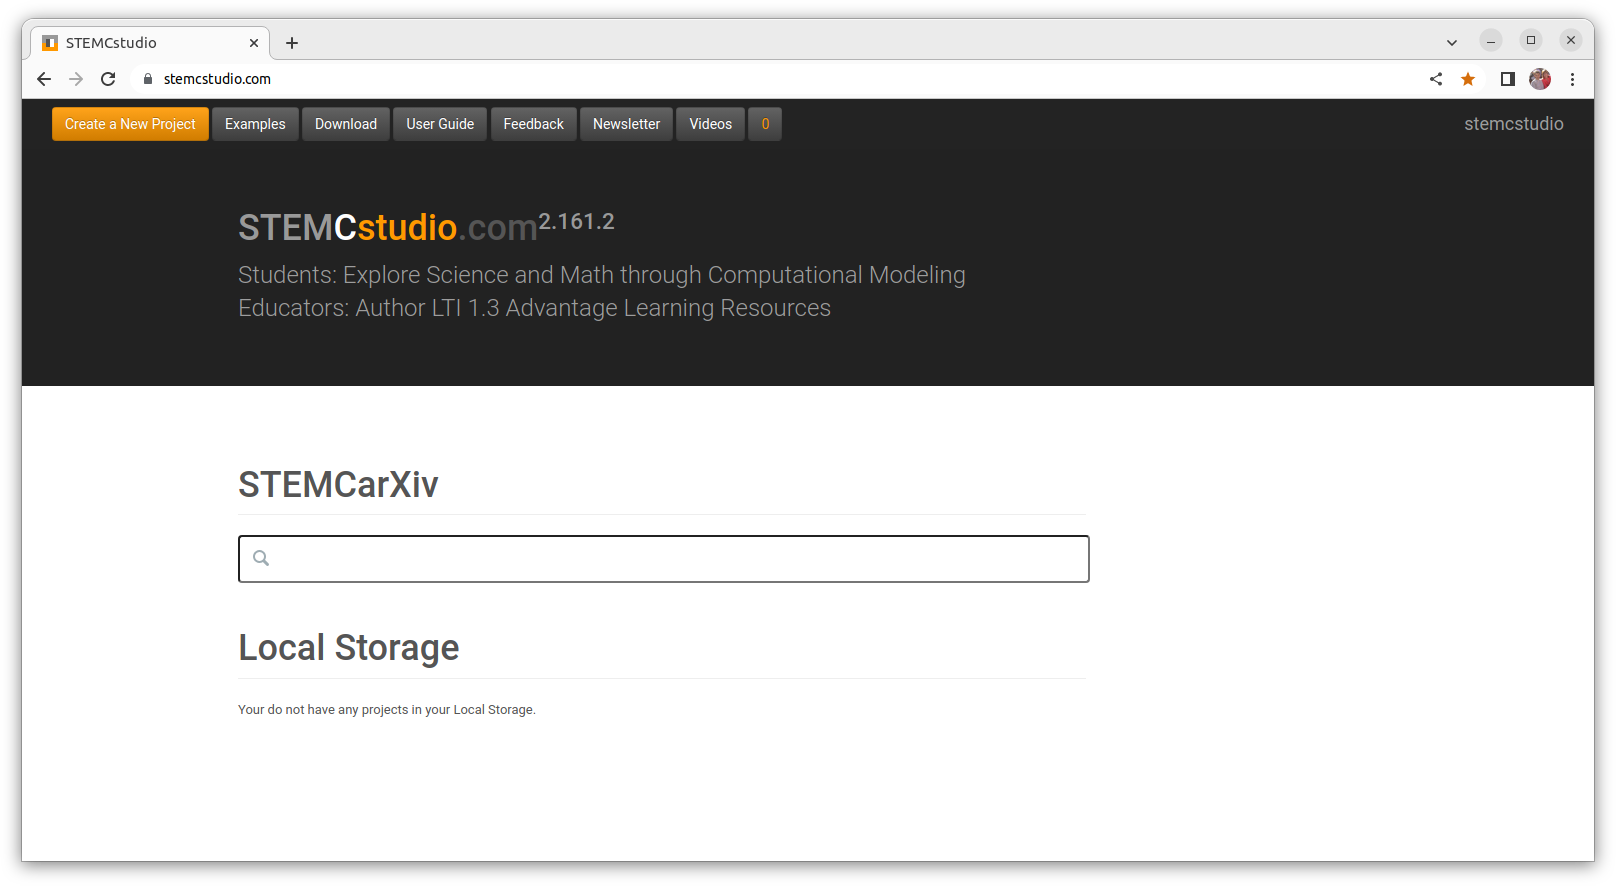 STEMCstudio
stemcstudio.com
Create a New Project Examples Download User Guide Feedback Newsletter Videos 0 stemcstudio
STEMCstudio.com2.161.2
Students: Explore Science and Math through Computational Modeling
Educators: Author LTI 1.3 Advantage Learning Resources
STEMCarXiv
Local Storage
Your do not have any projects in your Local Storage.